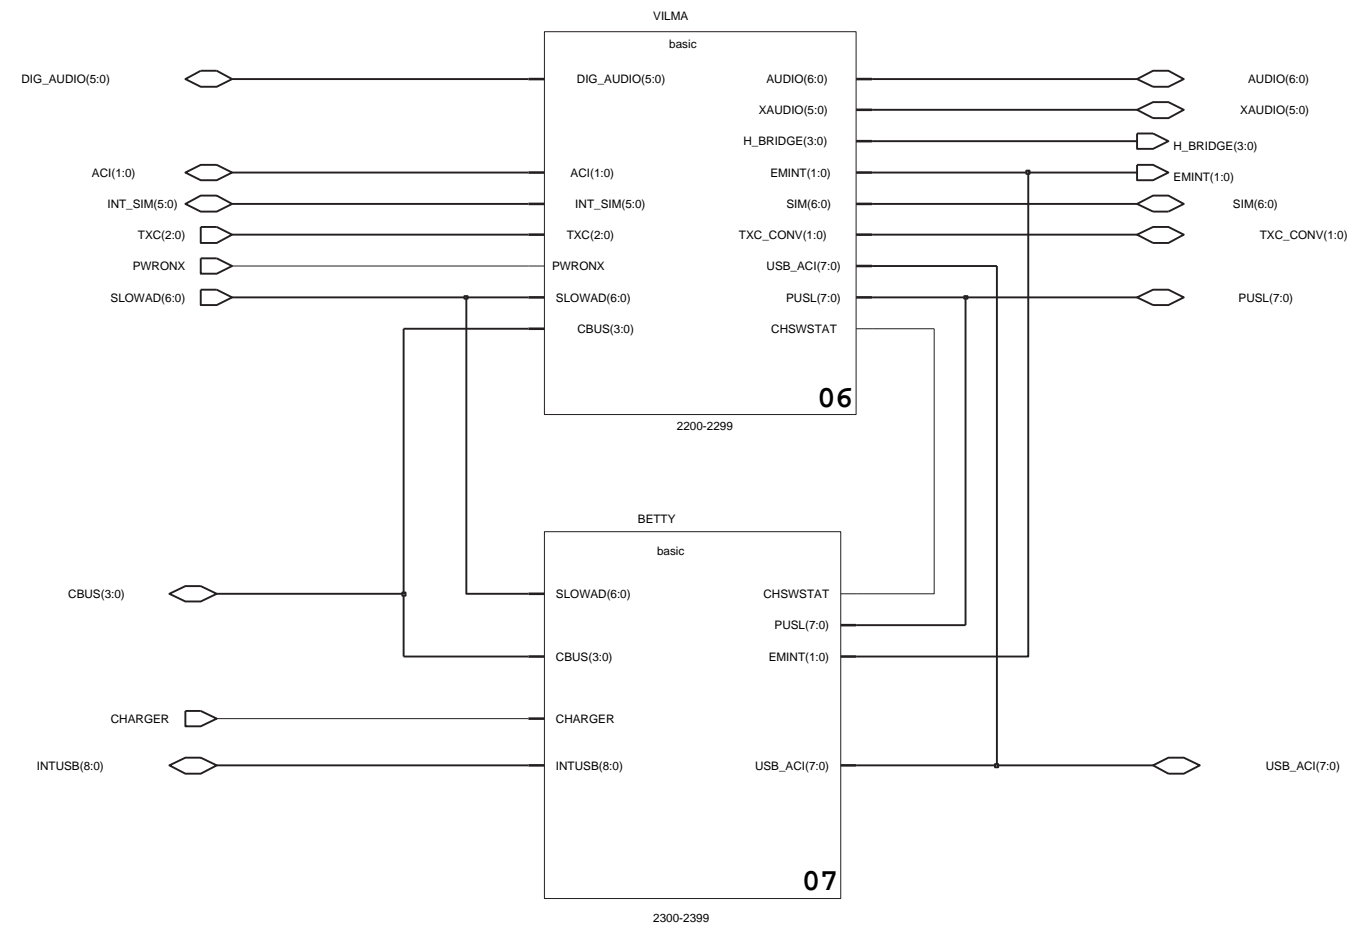 VILMA
basic
DIG_AUDIO(5:0) DIG_AUDIO(5:0) AUDIO(6:0) AUDIO(6:0)
XAUDIO(5:0) XAUDIO(5:0)
H_BRIDGE(3:0) H_BRIDGE(3:0)
ACI(1:0) ACI(1:0) EMINT(1:0) EMINT(1:0)
INT_SIM(5:0) INT_SIM(5:0) SIM(6:0) SIM(6:0)
TXC(2:0) TXC(2:0) TXC_CONV(1:0) TXC_CONV(1:0)
PWRONX PWRONX USB_ACI(7:0)
SLOWAD(6:0) SLOWAD(6:0) PUSL(7:0) PUSL(7:0)
CBUS(3:0) CHSWSTAT
06
2200-2299
BETTY
basic
CBUS(3:0) SLOWAD(6:0) CHSWSTAT
PUSL(7:0)
CBUS(3:0) EMINT(1:0)
CHARGER CHARGER
INTUSB(8:0) INTUSB(8:0) USB_ACI(7:0) USB_ACI(7:0)
07
2300-2399